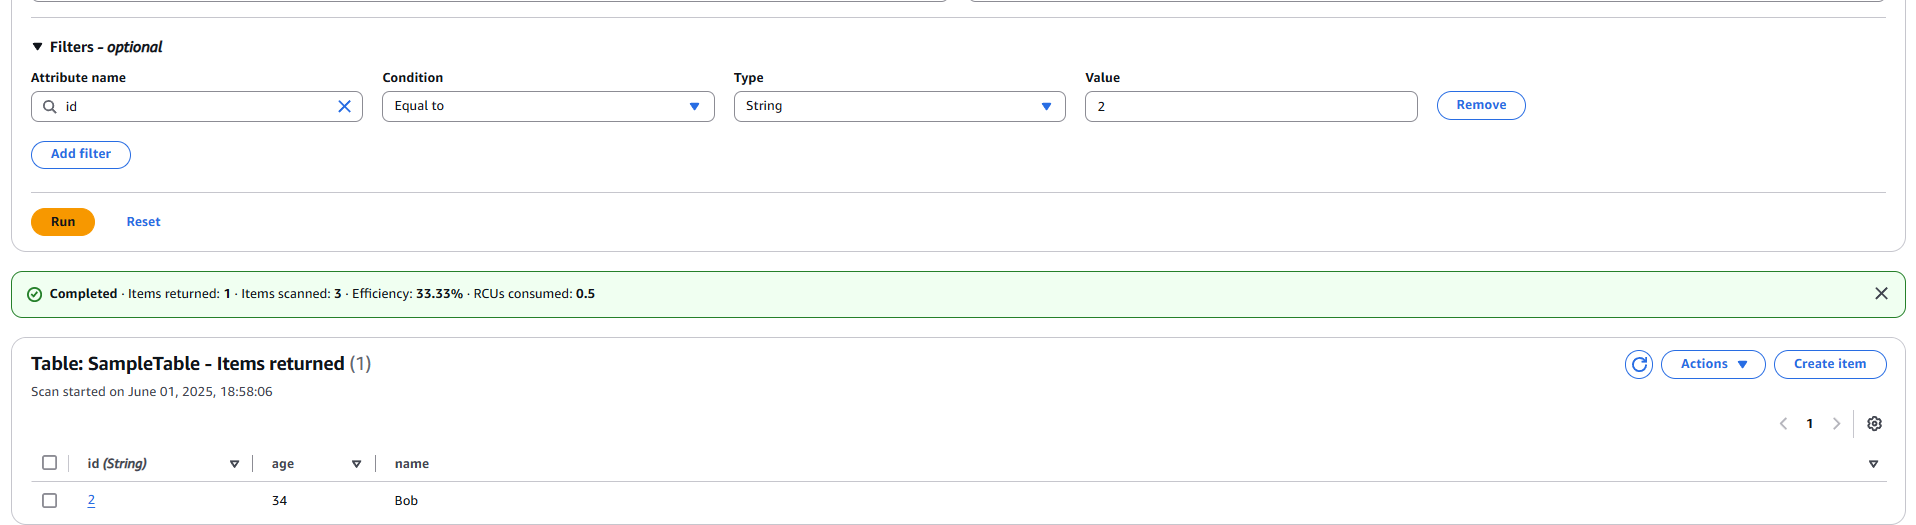 Filters - optional
Attribute name Condition Type Value
id Equal to String 2 Remove
Add filter
Run Reset
Completed · Items returned: 1 · Items scanned: 3 · Efficiency: 33.33% · RCUs consumed: 0.5
Table: SampleTable - Items returned (1) Actions Create item
Scan started on June 01, 2025, 18:58:06
1
id (String) age name
2 34 Bob